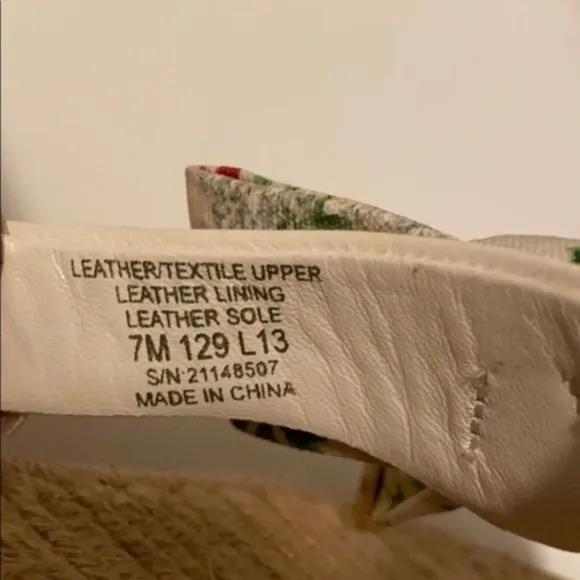 LEATHER/TEXTILE UPPER
LEATHER LINING
LEATHER SOLE
7M 129 L13
S/N 21148507
MADE IN CHINA